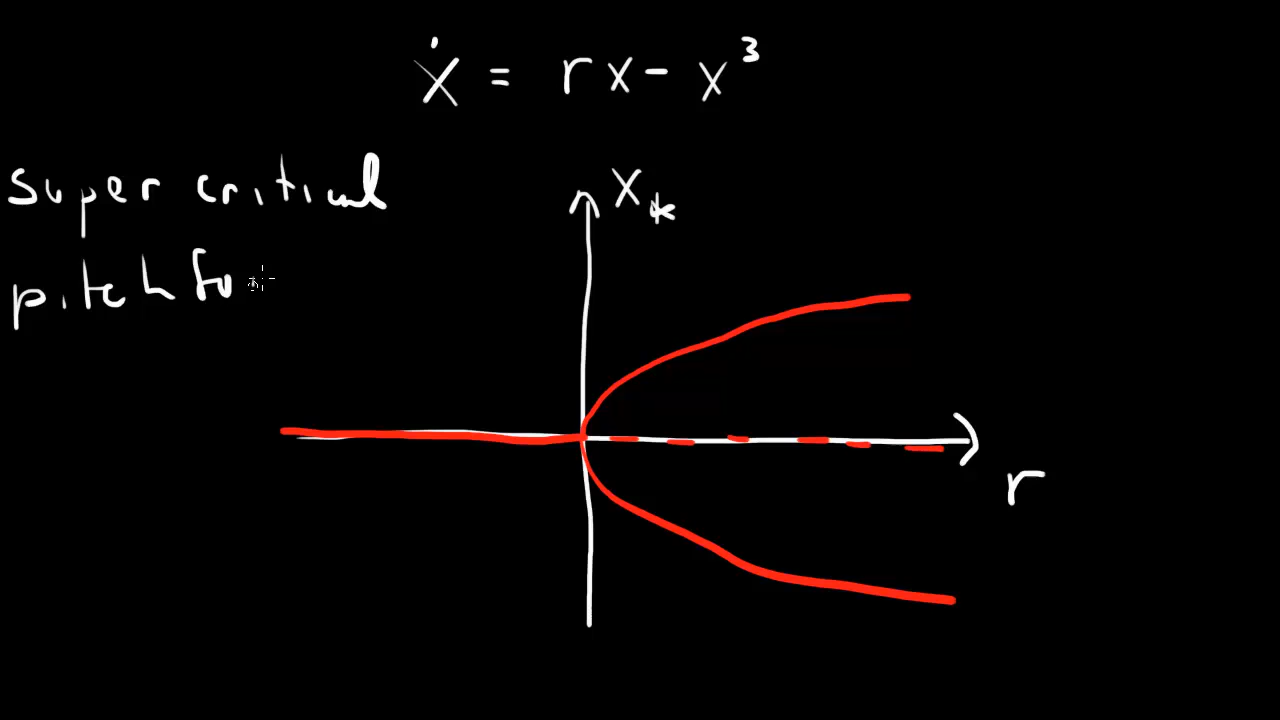 ẋ = rx - x³
super critical
pitchfo
x*
r